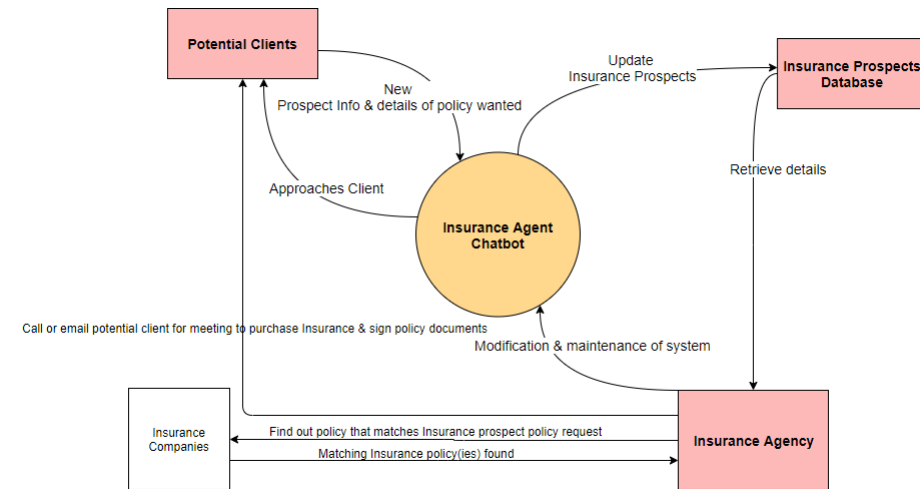 Potential Clients
Update
Insurance Prospects
Insurance Prospects
Database
New
Prospect Info & details of policy wanted
Retrieve details
Approaches Client
Insurance Agent
Chatbot
Call or email potential client for meeting to purchase Insurance & sign policy documents
Modification & maintenance of system
Insurance
Companies
Find out policy that matches Insurance prospect policy request
Matching Insurance policy(ies) found
Insurance Agency